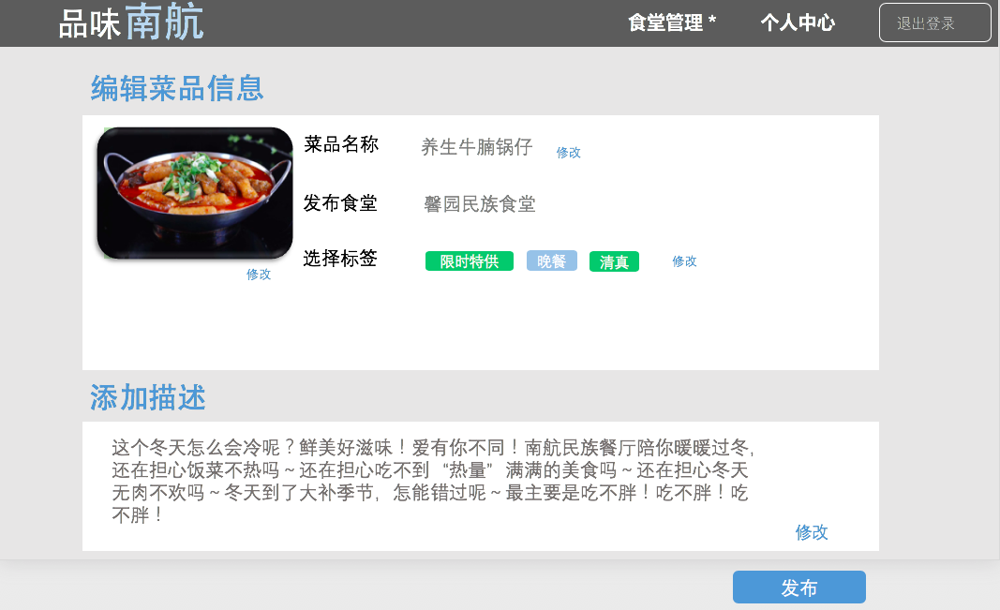 品味南航 食堂管理 * 个人中心 退出登录
编辑菜品信息
菜品名称 养生牛腩锅仔 修改
发布食堂 馨园民族食堂
选择标签 限时特供 晚餐 清真 修改
修改
添加描述
这个冬天怎么会冷呢？鲜美好滋味！爱有你不同！南航民族餐厅陪你暖暖过冬，
还在担心饭菜不热吗～还在担心吃不到“热量”满满的美食吗～还在担心冬天
无肉不欢吗～冬天到了大补季节，怎能错过呢～最主要是吃不胖！吃不胖！吃
不胖！
修改
发布